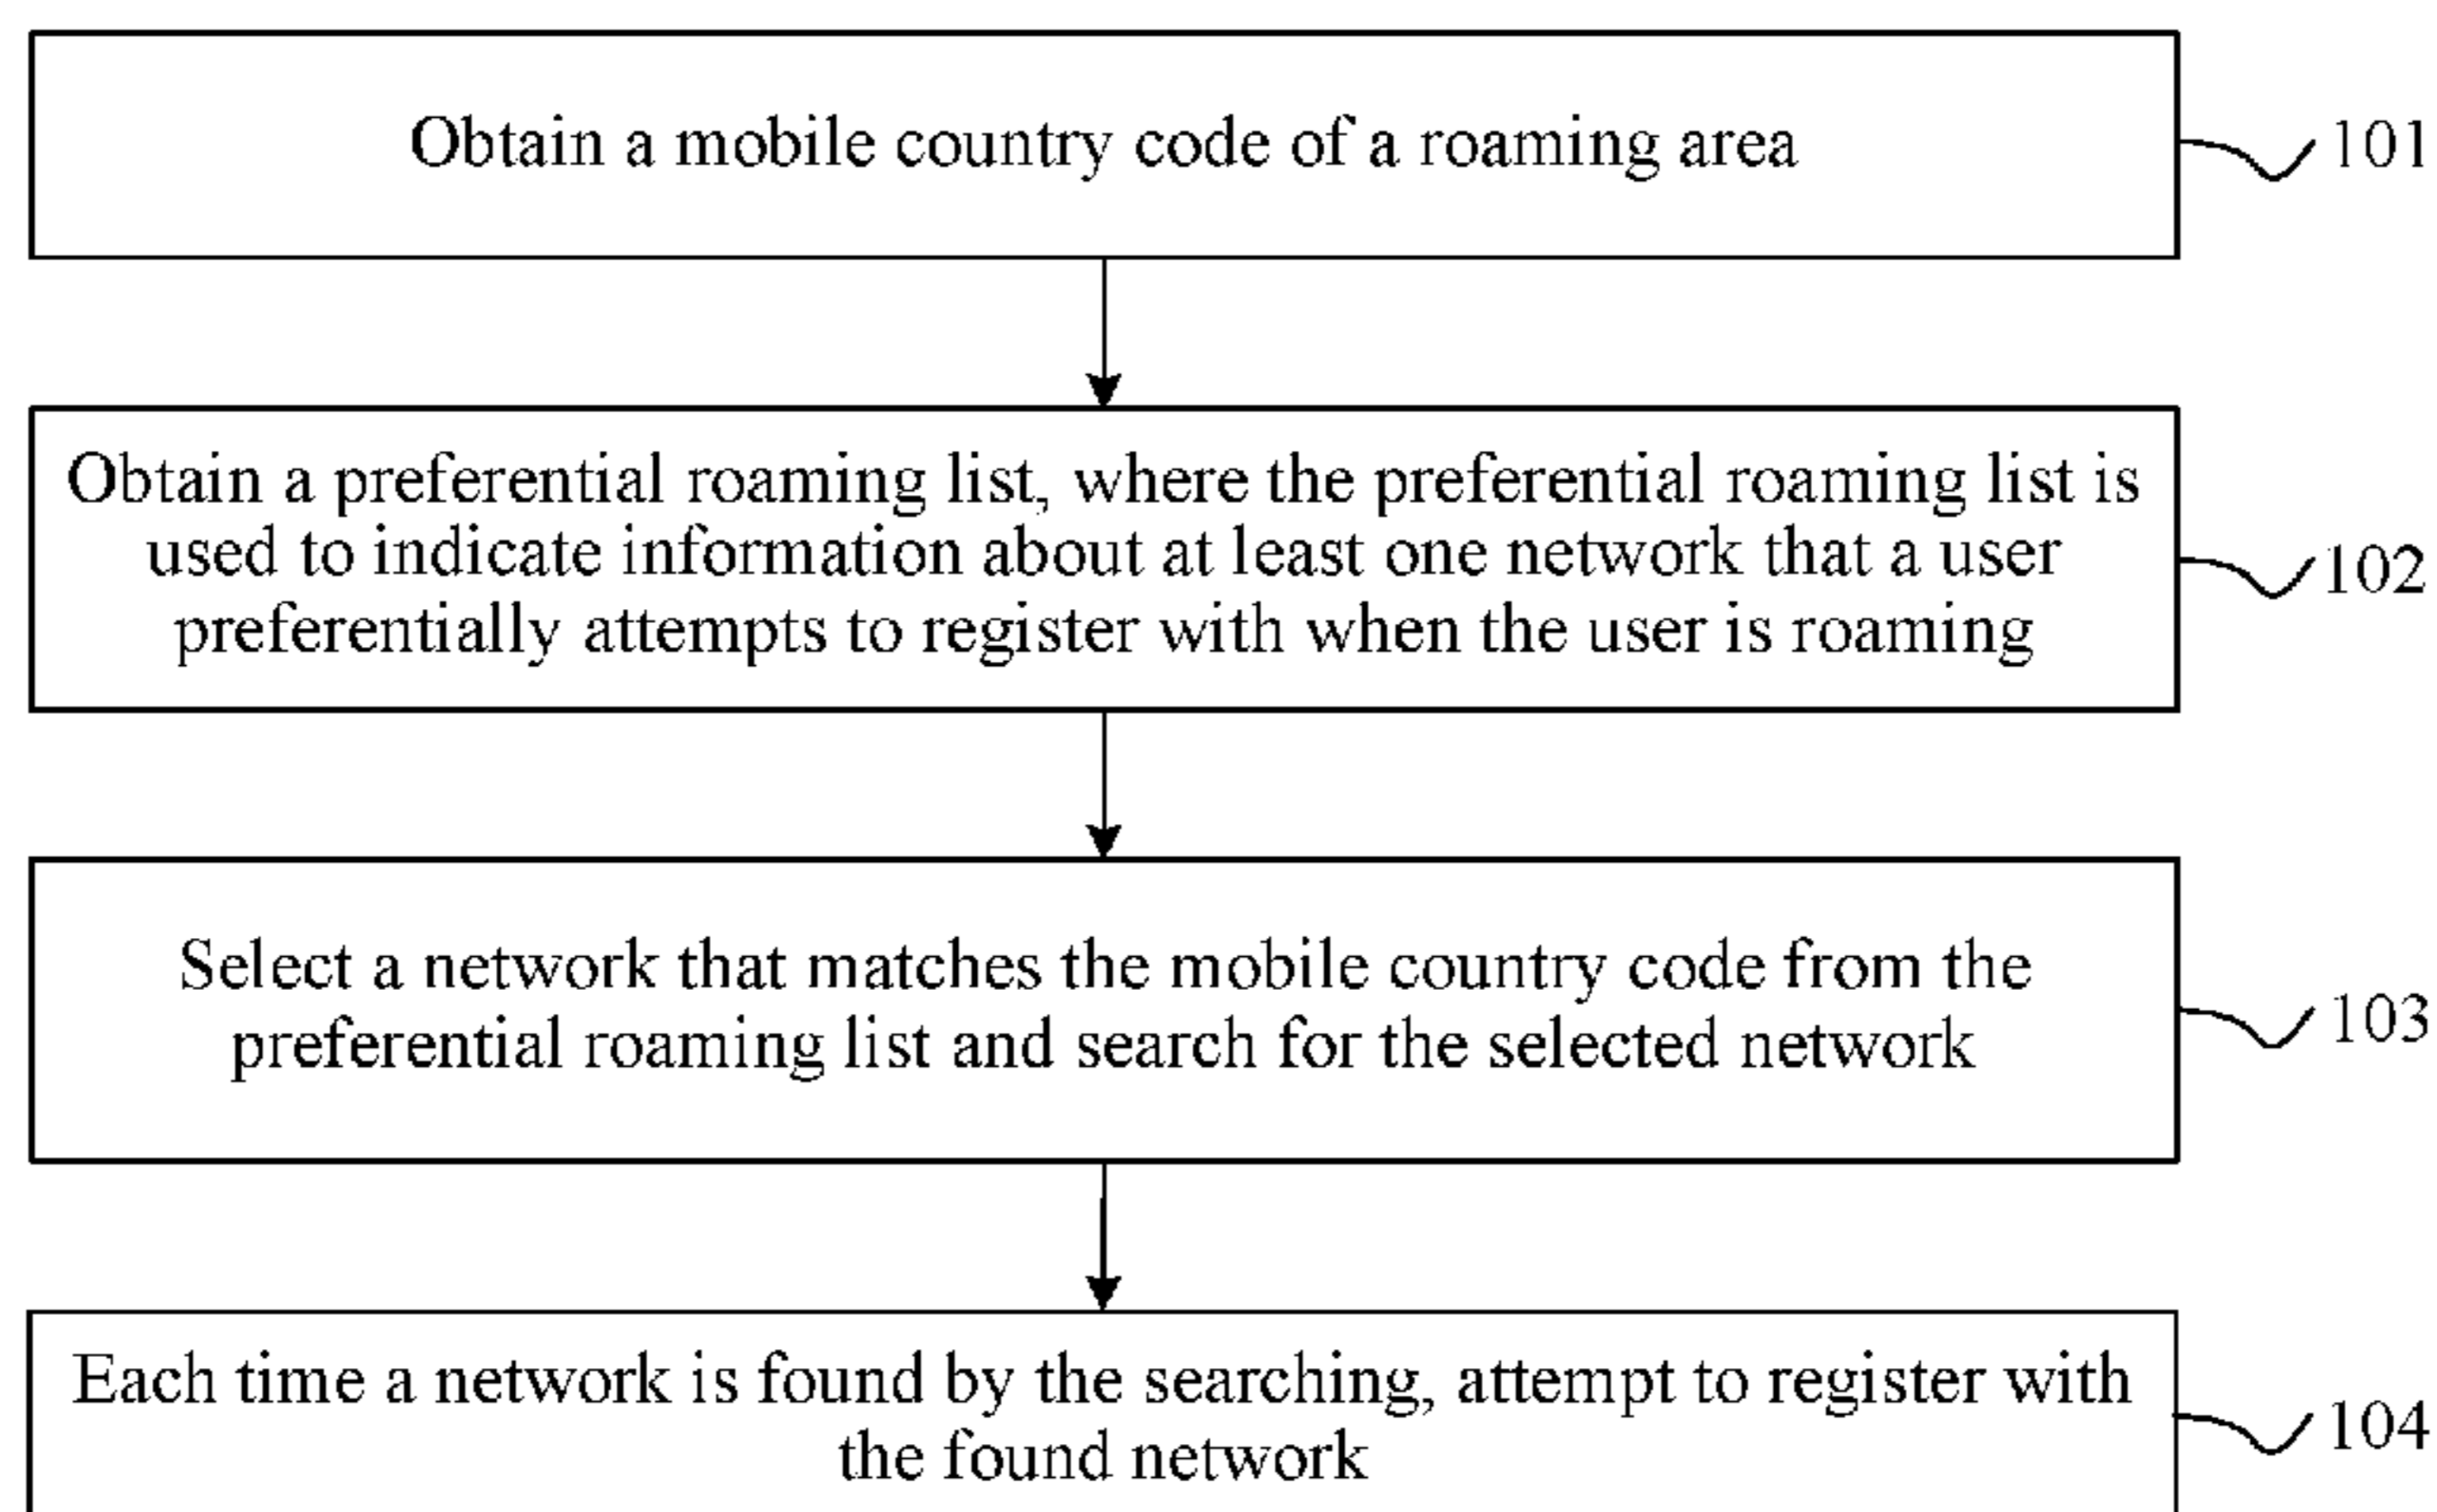 Obtain a mobile country code of a roaming area
101
Obtain a preferential roaming list, where the preferential roaming list is
used to indicate information about at least one network that a user
preferentially attempts to register with when the user is roaming
102
Select a network that matches the mobile country code from the
preferential roaming list and search for the selected network
103
Each time a network is found by the searching, attempt to register with
the found network
104